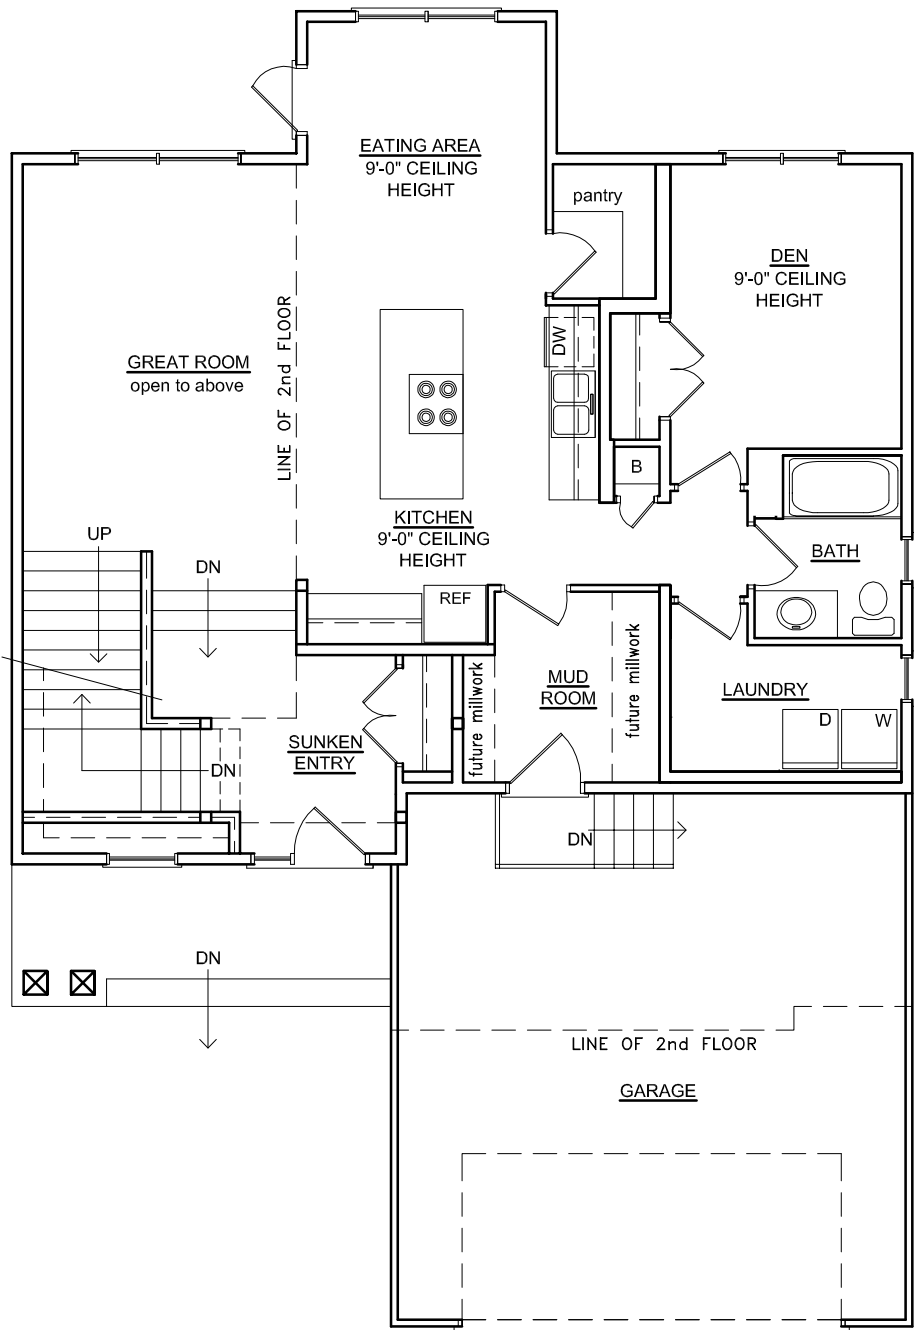 EATING AREA
9'-0" CEILING
HEIGHT
pantry
DEN
9'-0" CEILING
HEIGHT
LINE OF 2nd FLOOR
DW
GREAT ROOM
open to above
B
KITCHEN
9'-0" CEILING
HEIGHT
UP
DN
BATH
REF
MUD
ROOM
future millwork
future millwork
LAUNDRY
D
W
SUNKEN
ENTRY
DN
DN
DN
LINE OF 2nd FLOOR
GARAGE